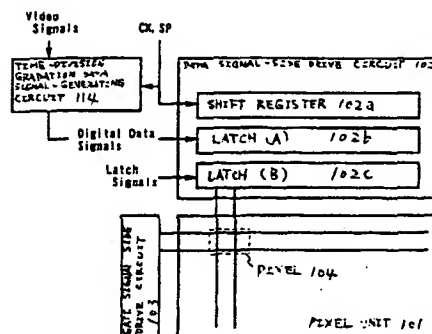 Video
Signals
CK, SP
TIME-DIVISION
GRADATION DATA
SIGNAL-GENERATING
CIRCUIT 114
DATA SIGNAL-SIDE DRIVE CIRCUIT 102
SHIFT REGISTER 102a
Digital Data
Signals
LATCH (A) 102b
Latch
Signals
LATCH (B) 102c
GATE SIGNAL SIDE
DRIVE CIRCUIT
103
PIXEL 104
PIXEL UNIT 101